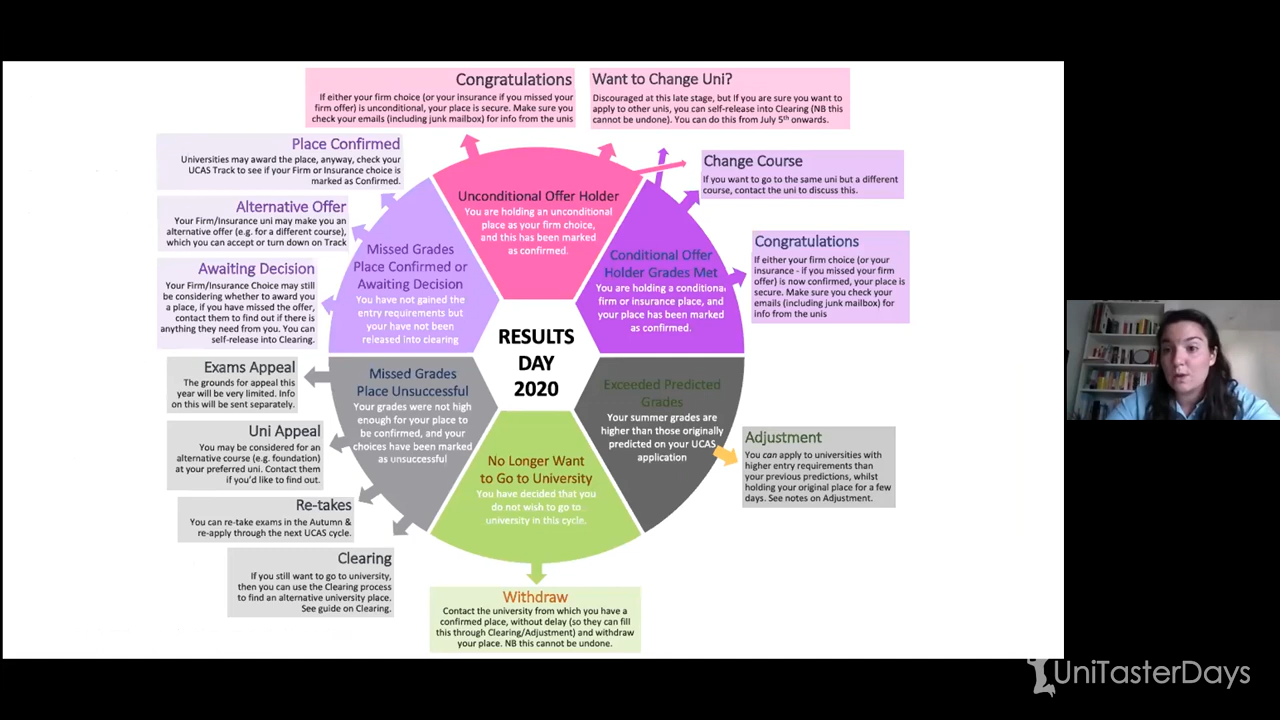 Congratulations
If either your firm choice (or your insurance if you missed your
firm offer) is unconditional, your place is secure. Make sure you
check your emails (including junk mailbox) for info from the unis
Want to Change Uni?
Discouraged at this late stage, but If you are sure you want to
apply to other unis, you can self-release into Clearing (NB this
cannot be undone). You can do this from July 5th onwards.
Place Confirmed
Universities may award the place, anyway, check your
UCAS Track to see if your Firm or Insurance choice is
marked as Confirmed.
Change Course
If you want to go to the same uni but a different
course, contact the uni to discuss this.
Alternative Offer
Your Firm/Insurance uni may make you an
alternative offer (e.g. for a different course),
which you can accept or turn down on Track
Congratulations
If either your firm choice (or your
insurance - if you missed your firm
offer) is now confirmed, your place is
secure. Make sure you check your
emails (including junk mailbox) for
info from the unis
Awaiting Decision
Your Firm/Insurance Choice may still
be considering whether to award you
a place, if you have missed the offer,
contact them to find out if there is
anything they need from you. You can
self-release into Clearing.
Unconditional Offer Holder
You are holding an unconditional
place as your firm choice,
and this has been marked
as confirmed.
Missed Grades
Place Confirmed or
Awaiting Decision
You have not gained the
entry requirements but
your have not been
released into clearing
Conditional Offer
Holder Grades Met
You are holding a conditional
firm or insurance place, and
your place has been marked
as confirmed.
RESULTS
DAY
2020
Exams Appeal
The grounds for appeal this
year will be very limited. Info
on this will be sent separately.
Missed Grades
Place Unsuccessful
Your grades were not high
enough for your place to
be confirmed, and your
choices have been marked
as unsuccessful
Exceeded Predicted
Grades
Your summer grades are
higher than those originally
predicted on your UCAS
application
Uni Appeal
You may be considered for an
alternative course (e.g. foundation)
at your preferred uni. Contact them
if you'd like to find out.
Adjustment
You can apply to universities with
higher entry requirements than
your previous predictions, whilst
holding your original place for a few
days. See notes on Adjustment.
No Longer Want
to Go to University
You have decided that you
do not wish to go to
university in this cycle.
Re-takes
You can re-take exams in the Autumn &
re-apply through the next UCAS cycle.
Clearing
If you still want to go to university,
then you can use the Clearing process
to find an alternative university place.
See guide on Clearing.
Withdraw
Contact the university from which you have a
confirmed place, without delay (so they can fill
this through Clearing/Adjustment) and withdraw
your place. NB this cannot be undone.
UniTasterDays